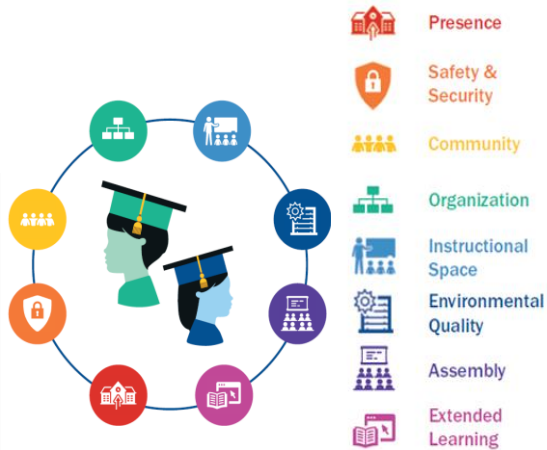 Presence
Safety &
Security
Community
Organization
Instructional
Space
Environmental
Quality
Assembly
Extended
Learning